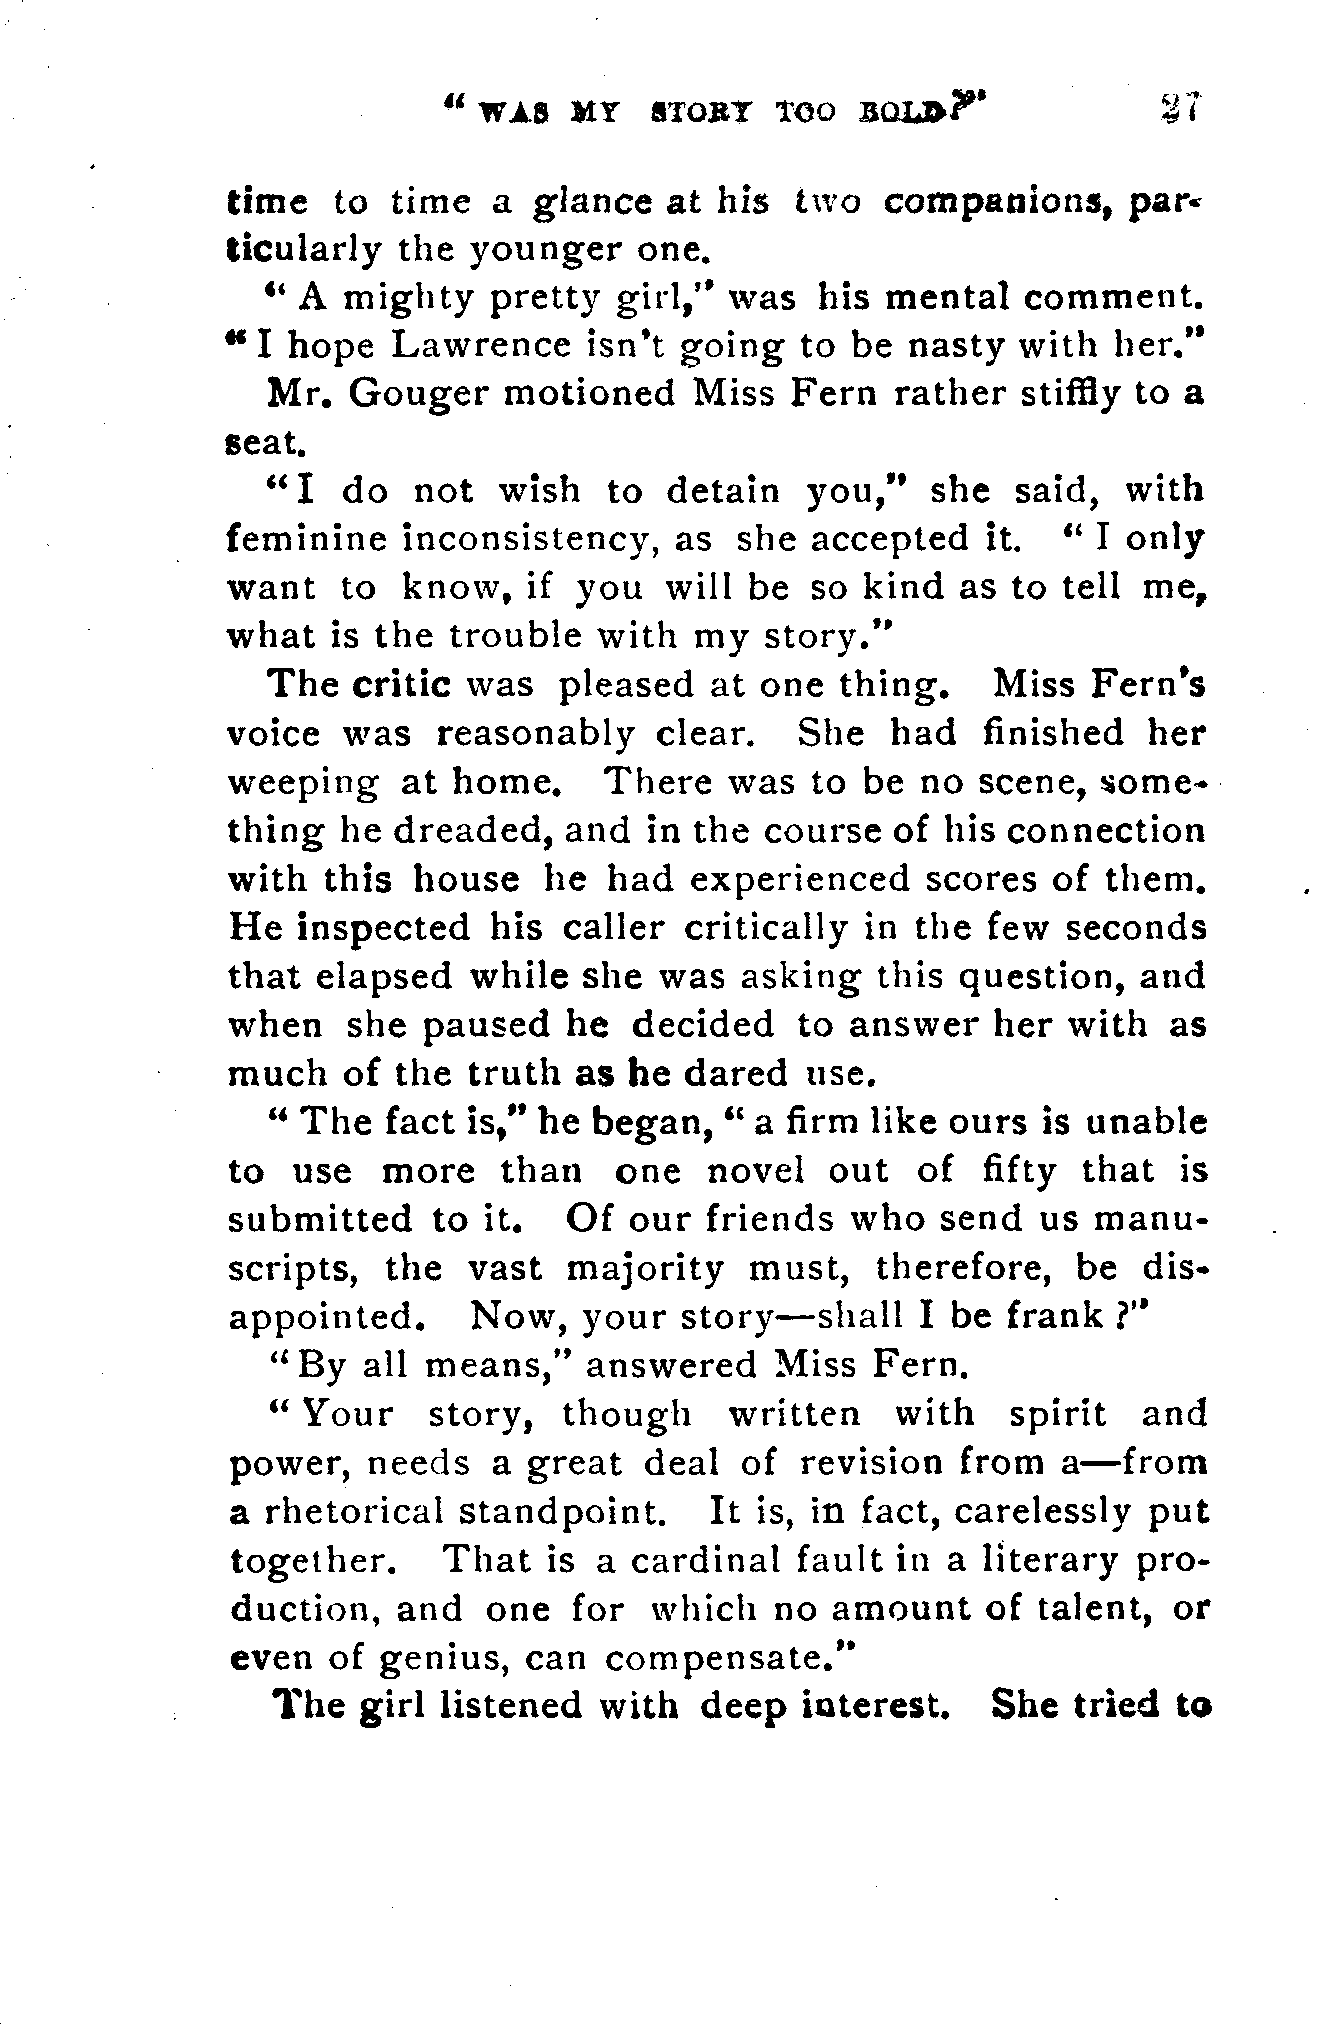 "WAS MY STORY TOO BOLD?" 27
time to time a glance at his two companions, par-
ticularly the younger one.
"A mighty pretty girl," was his mental comment.
"I hope Lawrence isn't going to be nasty with her."
Mr. Gouger motioned Miss Fern rather stiffly to a
seat.
"I do not wish to detain you," she said, with
feminine inconsistency, as she accepted it. "I only
want to know, if you will be so kind as to tell me,
what is the trouble with my story."
The critic was pleased at one thing. Miss Fern's
voice was reasonably clear. She had finished her
weeping at home. There was to be no scene, some-
thing he dreaded, and in the course of his connection
with this house he had experienced scores of them.
He inspected his caller critically in the few seconds
that elapsed while she was asking this question, and
when she paused he decided to answer her with as
much of the truth as he dared use.
"The fact is," he began, "a firm like ours is unable
to use more than one novel out of fifty that is
submitted to it. Of our friends who send us manu-
scripts, the vast majority must, therefore, be dis-
appointed. Now, your story—shall I be frank?"
"By all means," answered Miss Fern.
"Your story, though written with spirit and
power, needs a great deal of revision from a—from
a rhetorical standpoint. It is, in fact, carelessly put
together. That is a cardinal fault in a literary pro-
duction, and one for which no amount of talent, or
even of genius, can compensate."
The girl listened with deep interest. She tried to